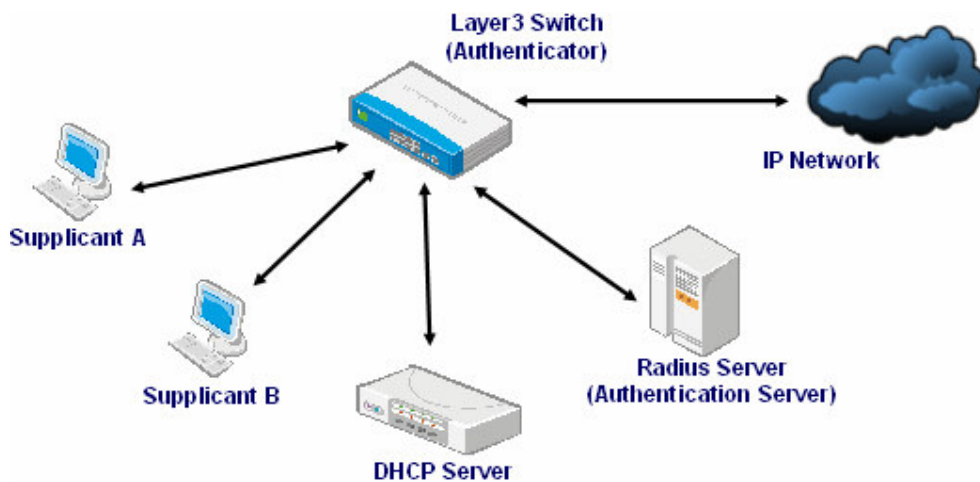 Layer3 Switch
(Authenticator)
IP Network
Supplicant A
Supplicant B
Radius Server
(Authentication Server)
DHCP Server